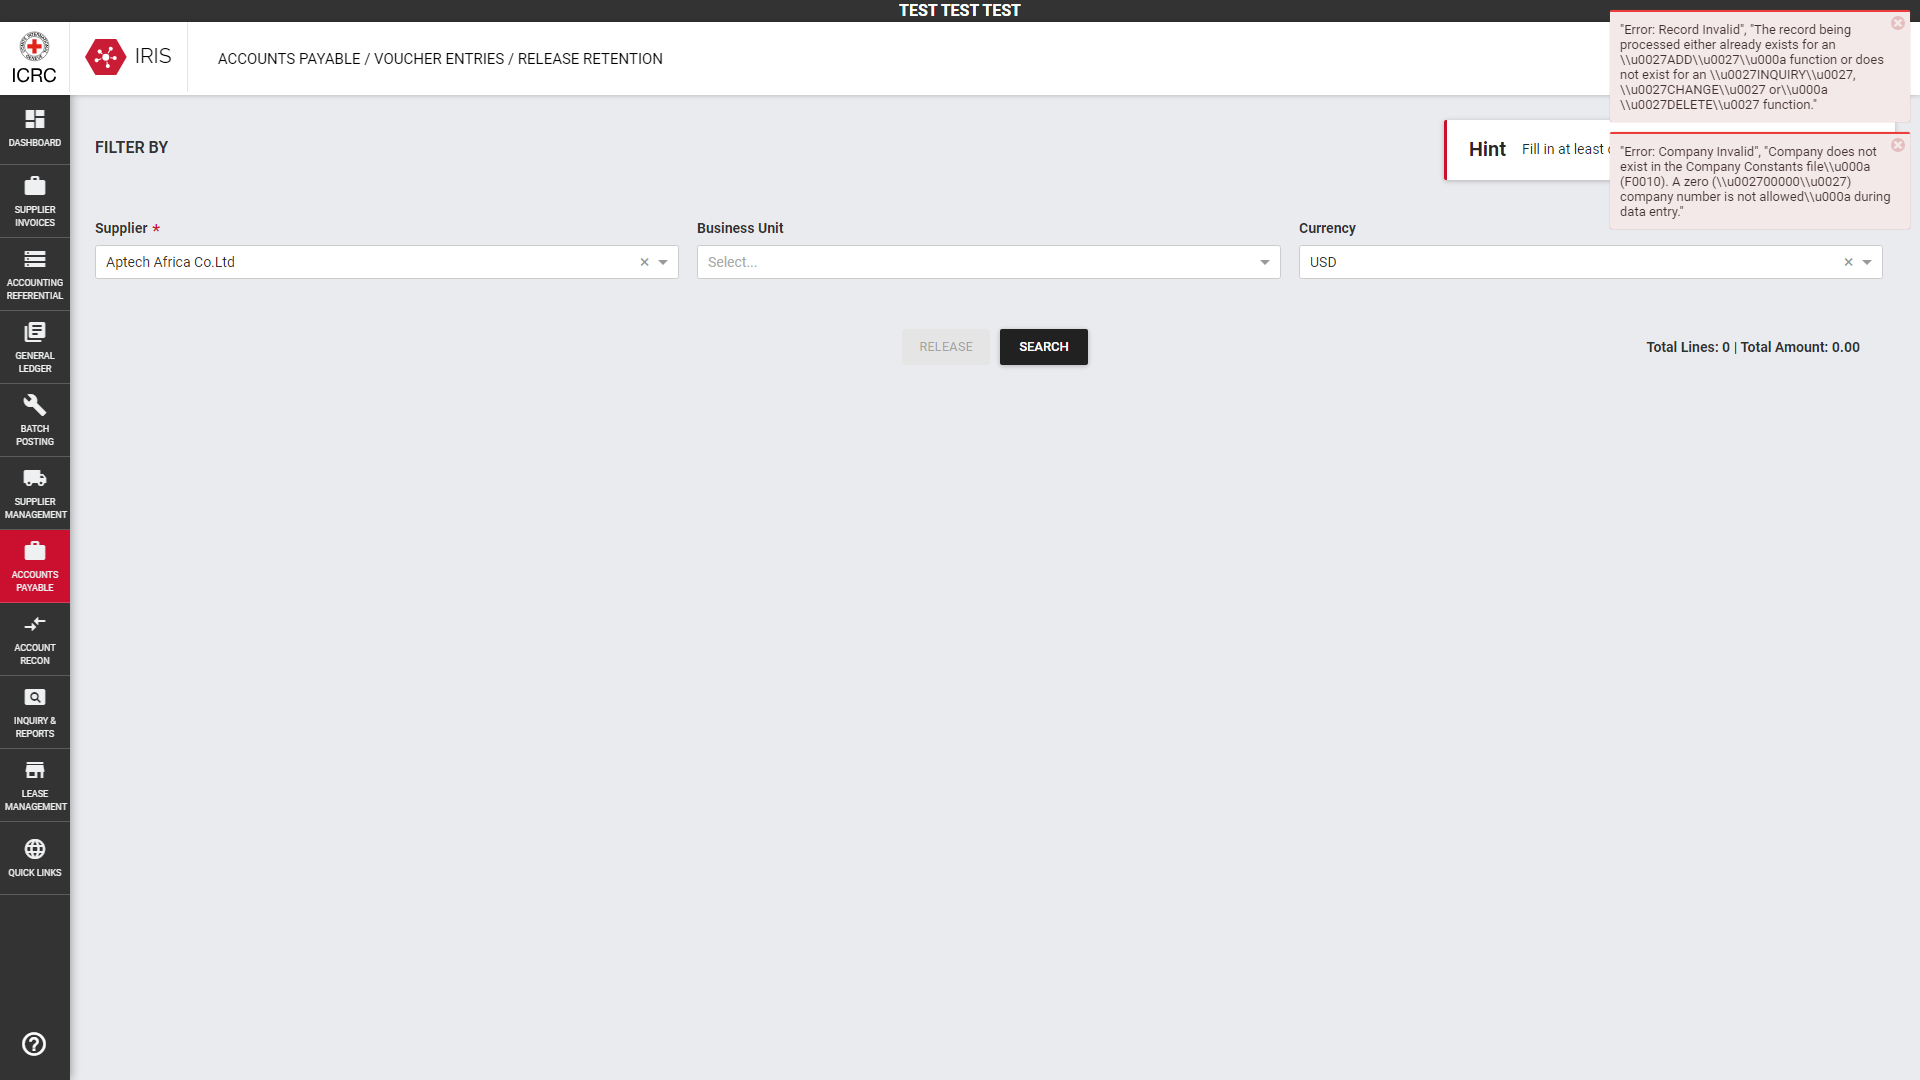 TEST TEST TEST
ICRC
IRIS
ACCOUNTS PAYABLE / VOUCHER ENTRIES / RELEASE RETENTION
"Error: Record Invalid", "The record being
processed either already exists for an
\\u0027ADD\\u0027\\u000a function or does
not exist for an \\u0027INQUIRY\\u0027,
\\u0027CHANGE\\u0027 or\\u000a
\\u0027DELETE\\u0027 function."
"Error: Company Invalid", "Company does not
exist in the Company Constants file\\u000a
(F0010). A zero (\\u002700000\\u0027)
company number is not allowed\\u000a during
data entry."
DASHBOARD
SUPPLIER
INVOICES
ACCOUNTING
REFERENTIAL
GENERAL
LEDGER
BATCH
POSTING
SUPPLIER
MANAGEMENT
ACCOUNTS
PAYABLE
ACCOUNT
RECON
INQUIRY &
REPORTS
LEASE
MANAGEMENT
QUICK LINKS
FILTER BY
Hint Fill in at least
Supplier *
Business Unit
Currency
Aptech Africa Co.Ltd
Select...
USD
RELEASE
SEARCH
Total Lines: 0 | Total Amount: 0.00